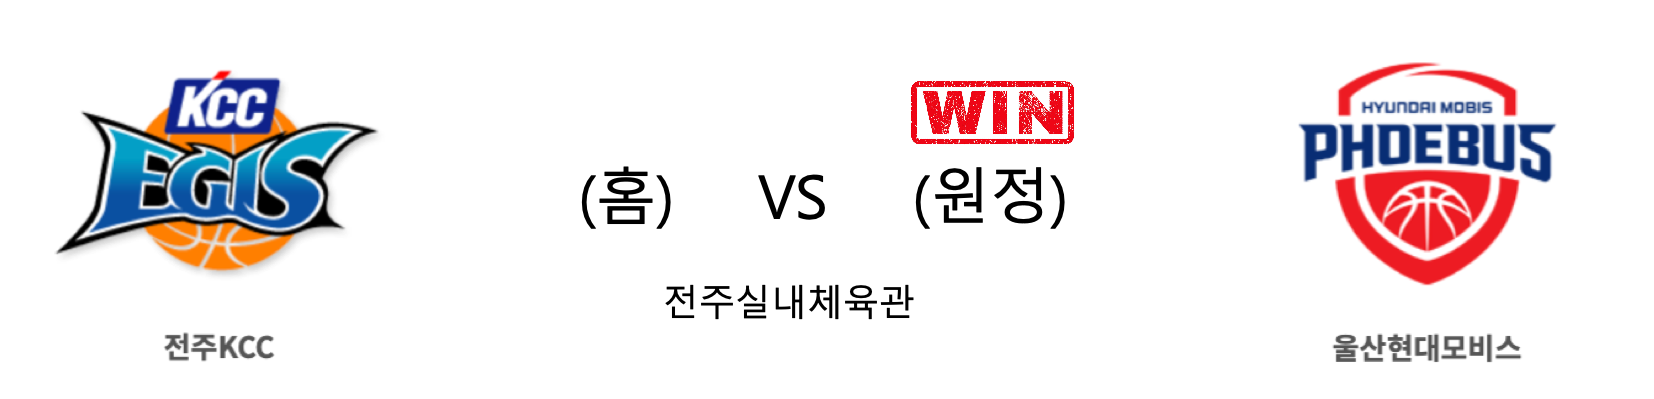 KCC
EGIS
전주KCC
WIN
(홈) VS (원정)
전주실내체육관
HYUNDAI MOBIS
PHOEBUS
울산현대모비스